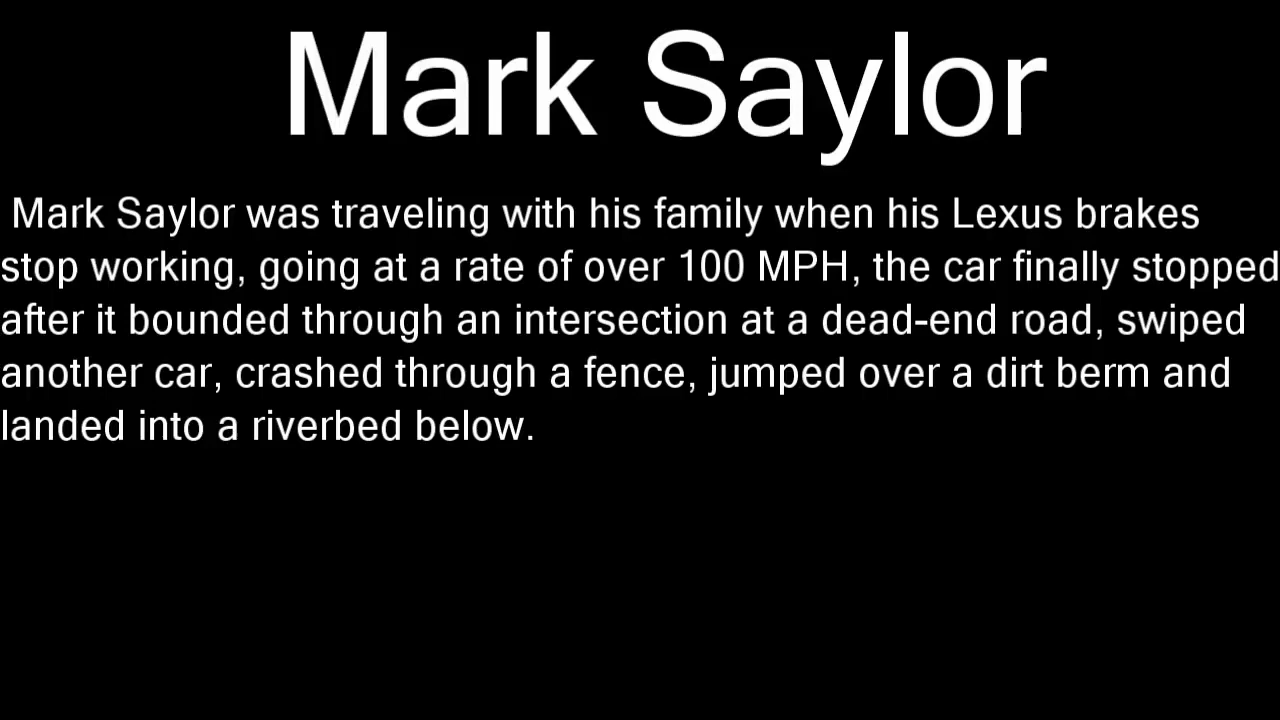 Mark Saylor
Mark Saylor was traveling with his family when his Lexus brakes
stop working, going at a rate of over 100 MPH, the car finally stopped
after it bounded through an intersection at a dead-end road, swiped
another car, crashed through a fence, jumped over a dirt berm and
landed into a riverbed below.